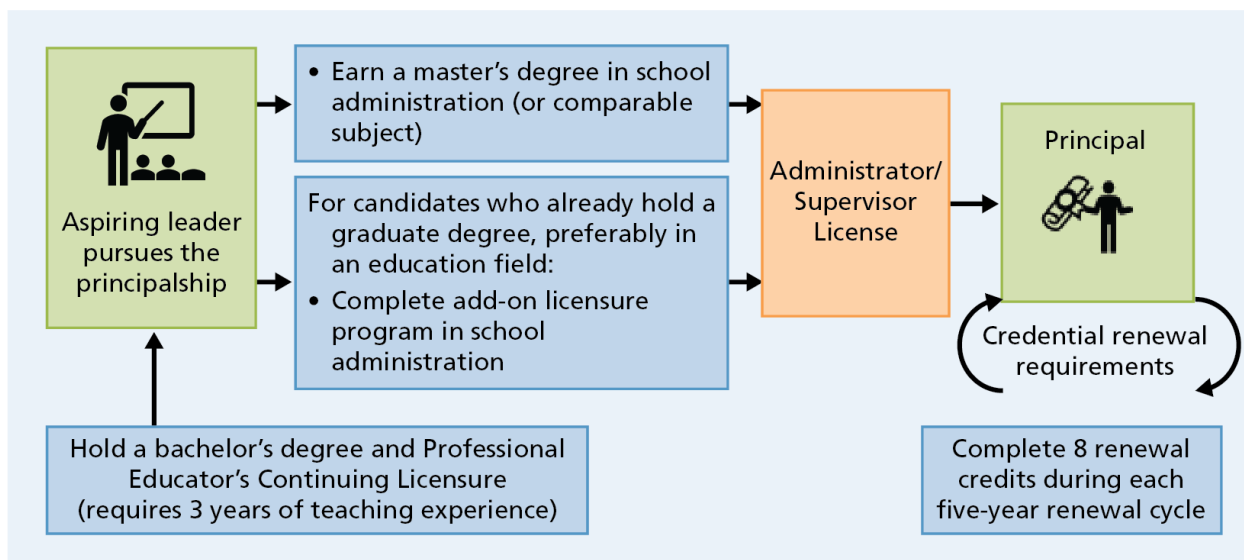 Aspiring leader
pursues the
principalship
• Earn a master’s degree in school
administration (or comparable
subject)
For candidates who already hold a
graduate degree, preferably in
an education field:
• Complete add-on licensure
program in school
administration
Administrator/
Supervisor
License
Principal
Credential renewal
requirements
Hold a bachelor’s degree and Professional
Educator’s Continuing Licensure
(requires 3 years of teaching experience)
Complete 8 renewal
credits during each
five-year renewal cycle